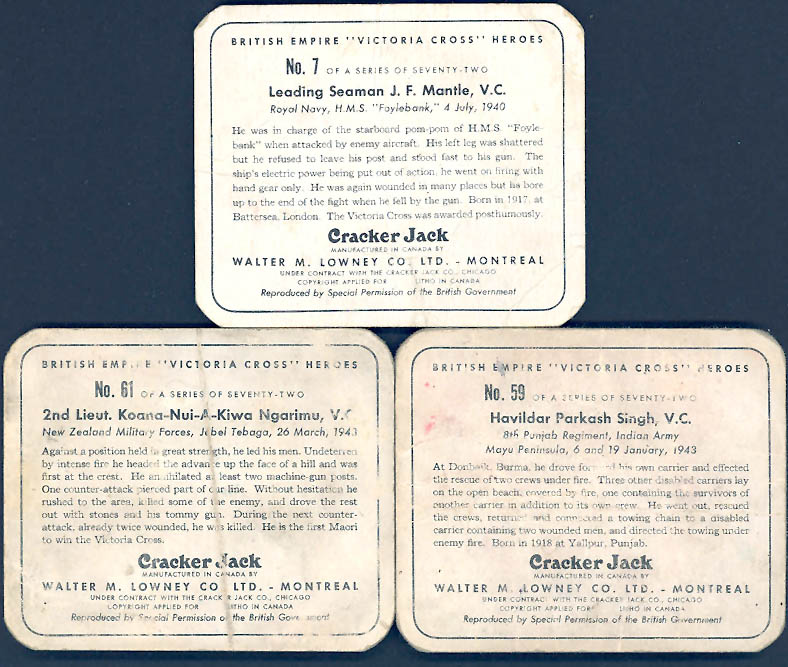 BRITISH EMPIRE "VICTORIA CROSS" HEROES
No. 7 OF A SERIES OF SEVENTY-TWO
Leading Seaman J. F. Mantle, V.C.
Royal Navy, H.M.S. "Foylebank," 4 July, 1940
He was in charge of the starboard pom-pom of H.M.S. "Foyle-
bank" when attacked by enemy aircraft. His left leg was shattered
but he refused to leave his post and stood fast to his gun. The
ship's electric power being put out of action, he went on firing with
hand gear only. He was again wounded in many places but he bore
up to the end of the fight when he fell by the gun. Born in 1917, at
Battersea, London. The Victoria Cross was awarded posthumously.
Cracker Jack
MANUFACTURED IN CANADA BY
WALTER M. LOWNEY CO. LTD. - MONTREAL
UNDER CONTRACT WITH THE CRACKER JACK CO., CHICAGO
COPYRIGHT APPLIED FOR LITHO IN CANADA
Reproduced by Special Permission of the British Government
BRITISH EMPIRE "VICTORIA CROSS" HEROES
No. 61 OF A SERIES OF SEVENTY-TWO
2nd Lieut. Koana-Nui-A-Kiwa Ngarimu, V.C.
New Zealand Military Forces, Jebel Tebaga, 26 March, 1943
Against a position held in great strength, he led his men. Undeterred
by intense fire he headed the advance up the face of a hill and was
first at the crest. He annihilated at least two machine-gun posts.
One counter-attack pierced part of our line. Without hesitation he
rushed to the area, killed some of the enemy, and drove the rest
out with stones and his tommy gun. During the next counter-
attack, already twice wounded, he was killed. He is the first Maori
to win the Victoria Cross.
Cracker Jack
MANUFACTURED IN CANADA BY
WALTER M. LOWNEY CO. LTD. - MONTREAL
UNDER CONTRACT WITH THE CRACKER JACK CO., CHICAGO
COPYRIGHT APPLIED FOR LITHO IN CANADA
Reproduced by Special Permission of the British Government
BRITISH EMPIRE "VICTORIA CROSS" HEROES
No. 59 OF A SERIES OF SEVENTY-TWO
Havildar Parkash Singh, V.C.
8th Punjab Regiment, Indian Army
Mayu Peninsula, 6 and 19 January, 1943
At Donbaik, Burma, he drove forward his own carrier and effected
the rescue of two crews under fire. Three other disabled carriers lay
on the open beach, covered by fire, one containing the survivors of
another carrier in addition to its own crew. He went out, rescued
the crews, returned and connected a towing chain to a disabled
carrier containing two wounded men, and directed the towing under
enemy fire. Born in 1918 at Yallpur, Punjab.
Cracker Jack
MANUFACTURED IN CANADA BY
WALTER M. LOWNEY CO. LTD. - MONTREAL
UNDER CONTRACT WITH THE CRACKER JACK CO., CHICAGO
COPYRIGHT APPLIED FOR LITHO IN CANADA
Reproduced by Special Permission of the British Government